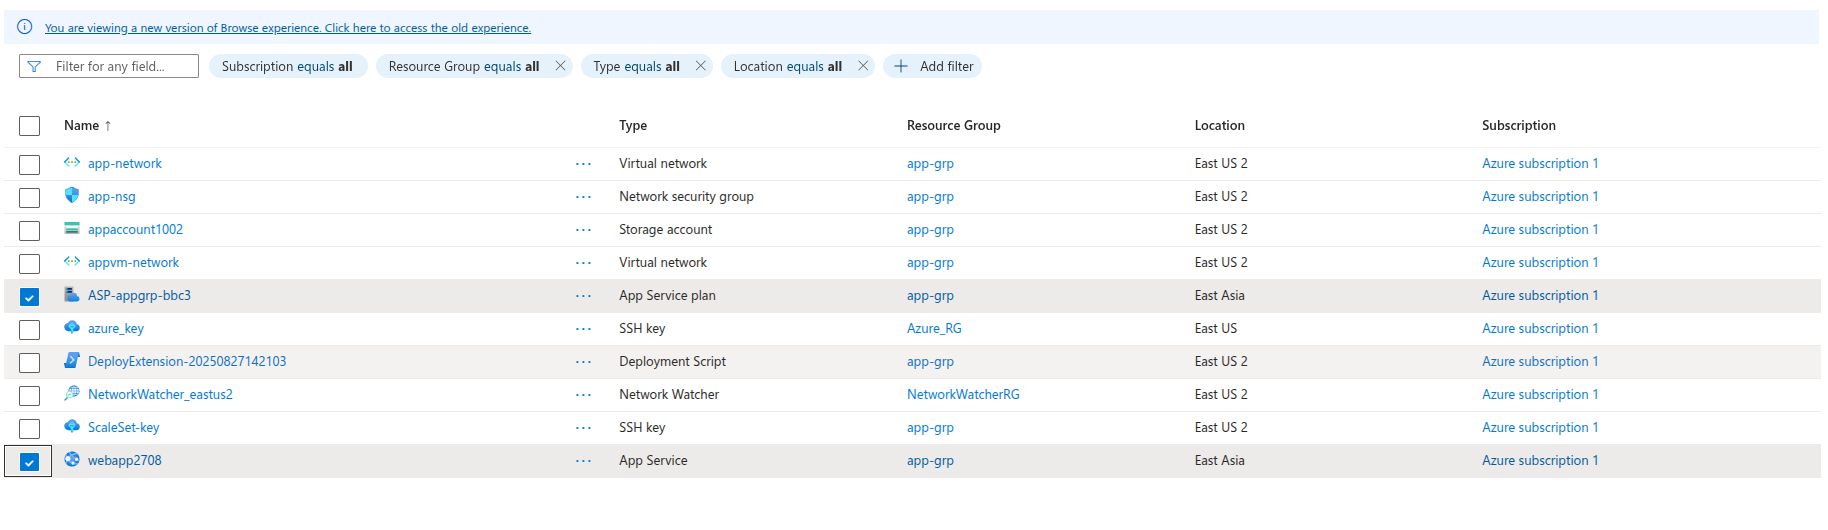 You are viewing a new version of Browse experience. Click here to access the old experience.
Filter for any field... Subscription equals all Resource Group equals all Type equals all Location equals all Add filter
Name ↑ Type Resource Group Location Subscription
app-network ... Virtual network app-grp East US 2 Azure subscription 1
app-nsg ... Network security group app-grp East US 2 Azure subscription 1
appaccount1002 ... Storage account app-grp East US 2 Azure subscription 1
appvm-network ... Virtual network app-grp East US 2 Azure subscription 1
ASP-appgrp-bbc3 ... App Service plan app-grp East Asia Azure subscription 1
azure_key ... SSH key Azure_RG East US Azure subscription 1
DeployExtension-20250827142103 ... Deployment Script app-grp East US 2 Azure subscription 1
NetworkWatcher_eastus2 ... Network Watcher NetworkWatcherRG East US 2 Azure subscription 1
ScaleSet-key ... SSH key app-grp East US 2 Azure subscription 1
webapp2708 ... App Service app-grp East Asia Azure subscription 1